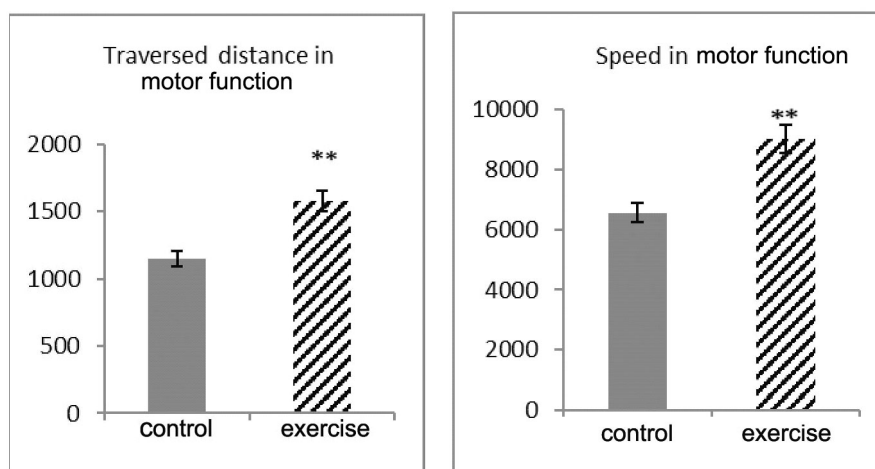 Traversed distance in
motor function
2000
**
1500
1000
500
0
control exercise
Speed in motor function
10000
**
8000
6000
4000
2000
0
control exercise